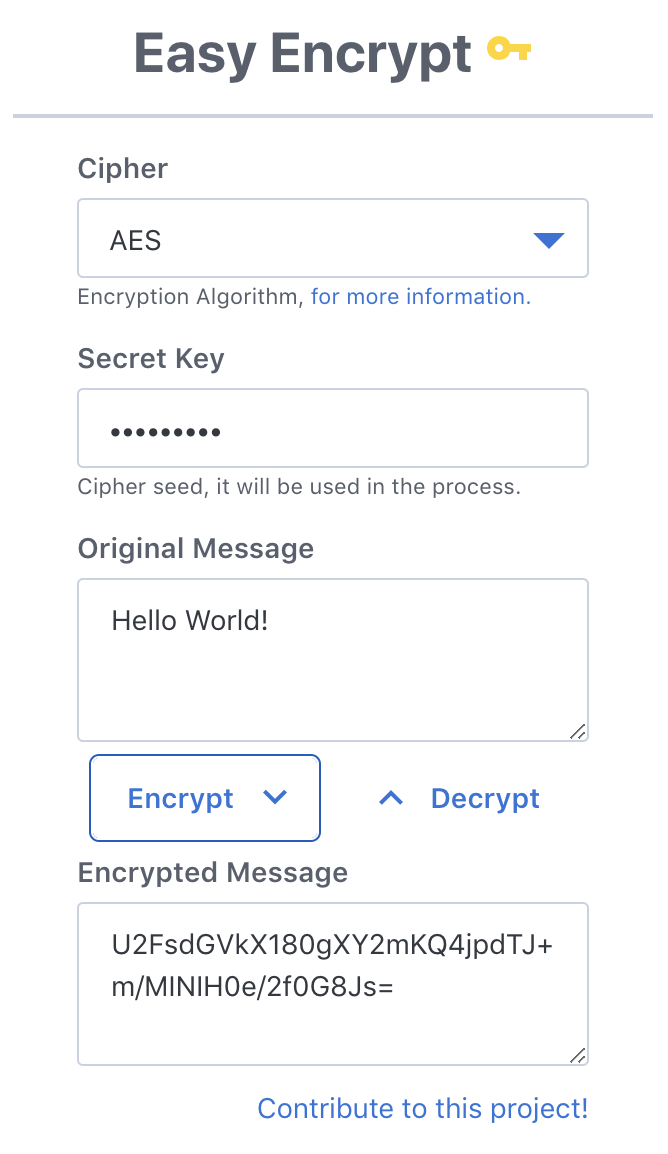 Easy Encrypt
Cipher
AES
Encryption Algorithm, for more information.
Secret Key
•••••••••
Cipher seed, it will be used in the process.
Original Message
Hello World!
Encrypt
Decrypt
Encrypted Message
U2FsdGVkX180gXY2mKQ4jpdTJ+
m/MINIH0e/2f0G8Js=
Contribute to this project!